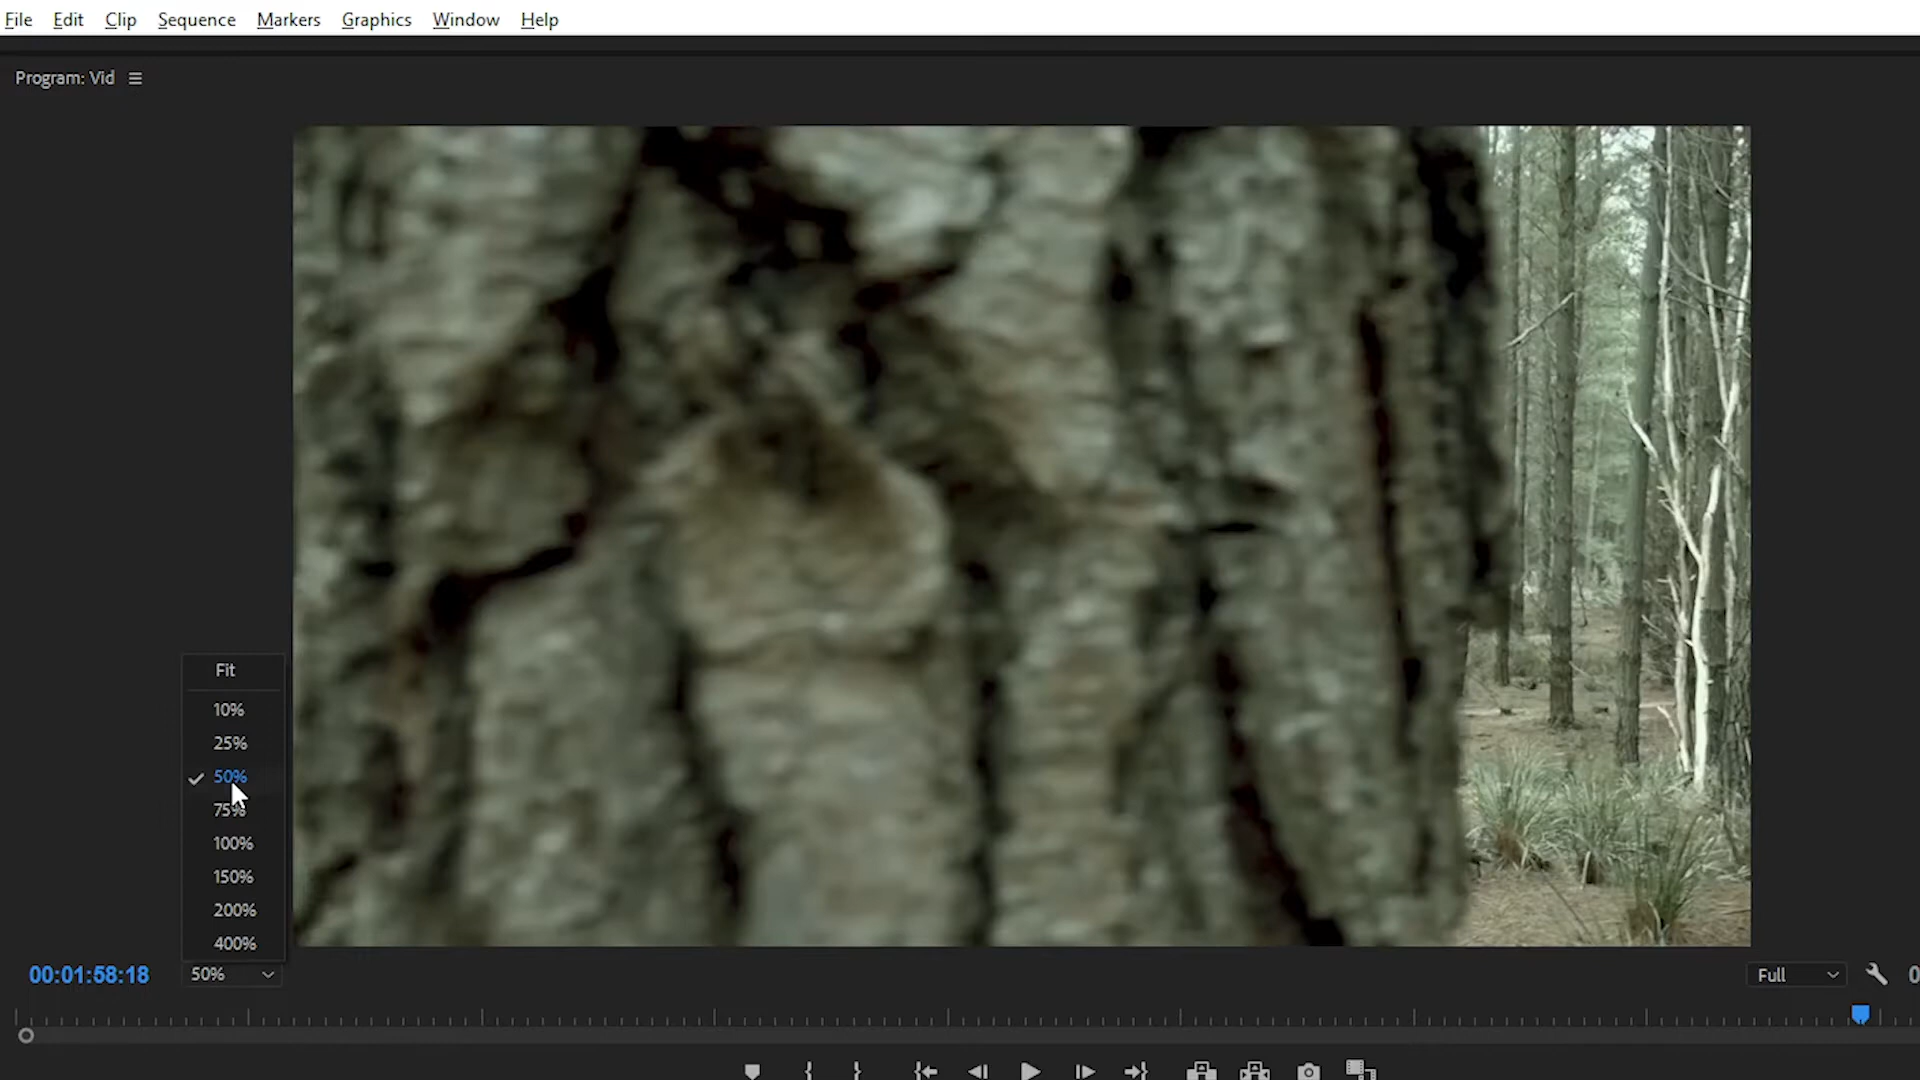 File Edit Clip Sequence Markers Graphics Window Help
Program: Vid
Fit
10%
25%
50%
75%
100%
150%
200%
400%
00:01:58:18 50% Full 0